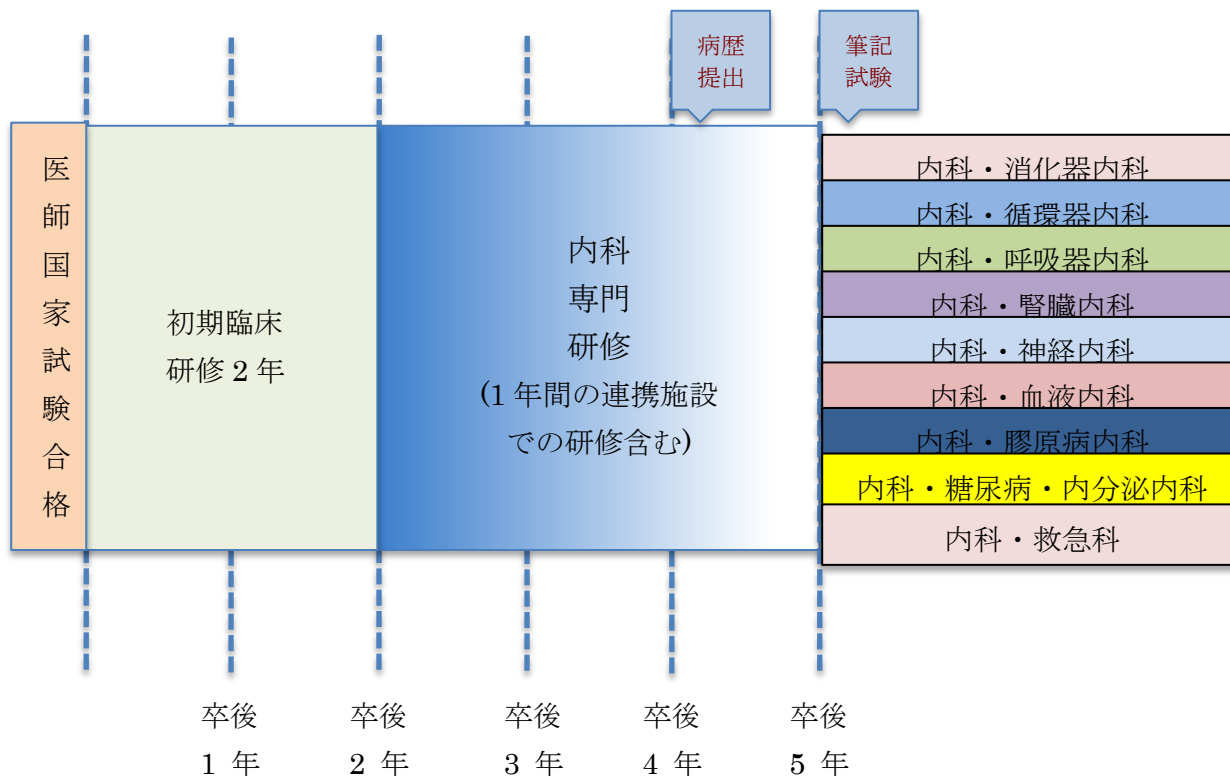 病歴
提出
筆記
試験
医
師
国
家
試
験
合
格
初期臨床
研修 2 年
内科
専門
研修
(1 年間の連携施設
での研修含む)
内科・消化器内科
内科・循環器内科
内科・呼吸器内科
内科・腎臓内科
内科・神経内科
内科・血液内科
内科・膠原病内科
内科・糖尿病・内分泌内科
内科・救急科
卒後
1 年
卒後
2 年
卒後
3 年
卒後
4 年
卒後
5 年